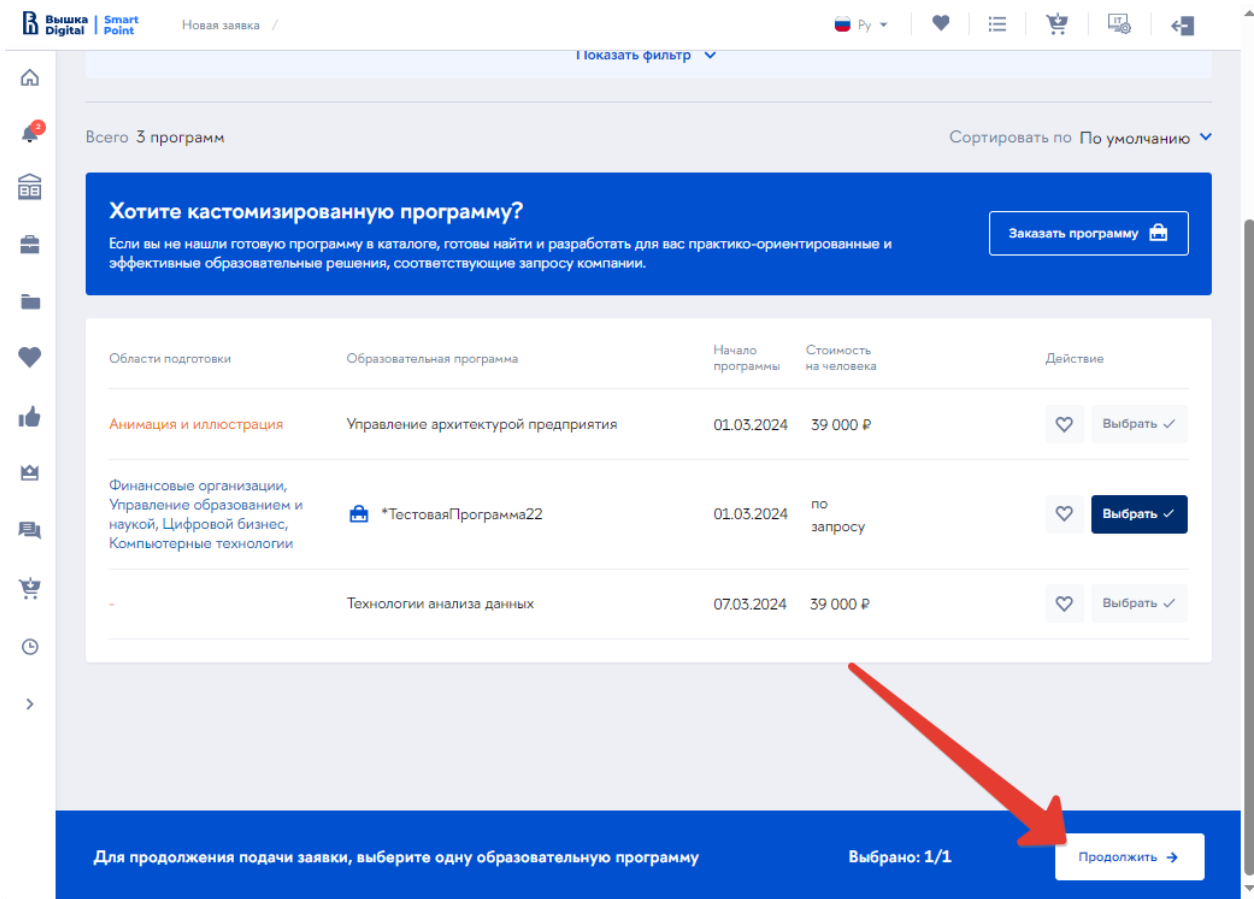 Вышка Digital
Smart Point
Новая заявка /
Ру
IT
Показать фильтр
2
Всего 3 программ
Сортировать по По умолчанию
Хотите кастомизированную программу?
Если вы не нашли готовую программу в каталоге, готовы найти и разработать для вас практико-ориентированные и
эффективные образовательные решения, соответствующие запросу компании.
Заказать программу
Области подготовки
Образовательная программа
Начало
программы
Стоимость
на человека
Действие
Анимация и иллюстрация
Управление архитектурой предприятия
01.03.2024
39 000 ₽
Выбрать
Финансовые организации,
Управление образованием и
наукой, Цифровой бизнес,
Компьютерные технологии
*ТестоваяПрограмма22
01.03.2024
по
запросу
Выбрать
-
Технологии анализа данных
07.03.2024
39 000 ₽
Выбрать
Для продолжения подачи заявки, выберите одну образовательную программу
Выбрано: 1/1
Продолжить →